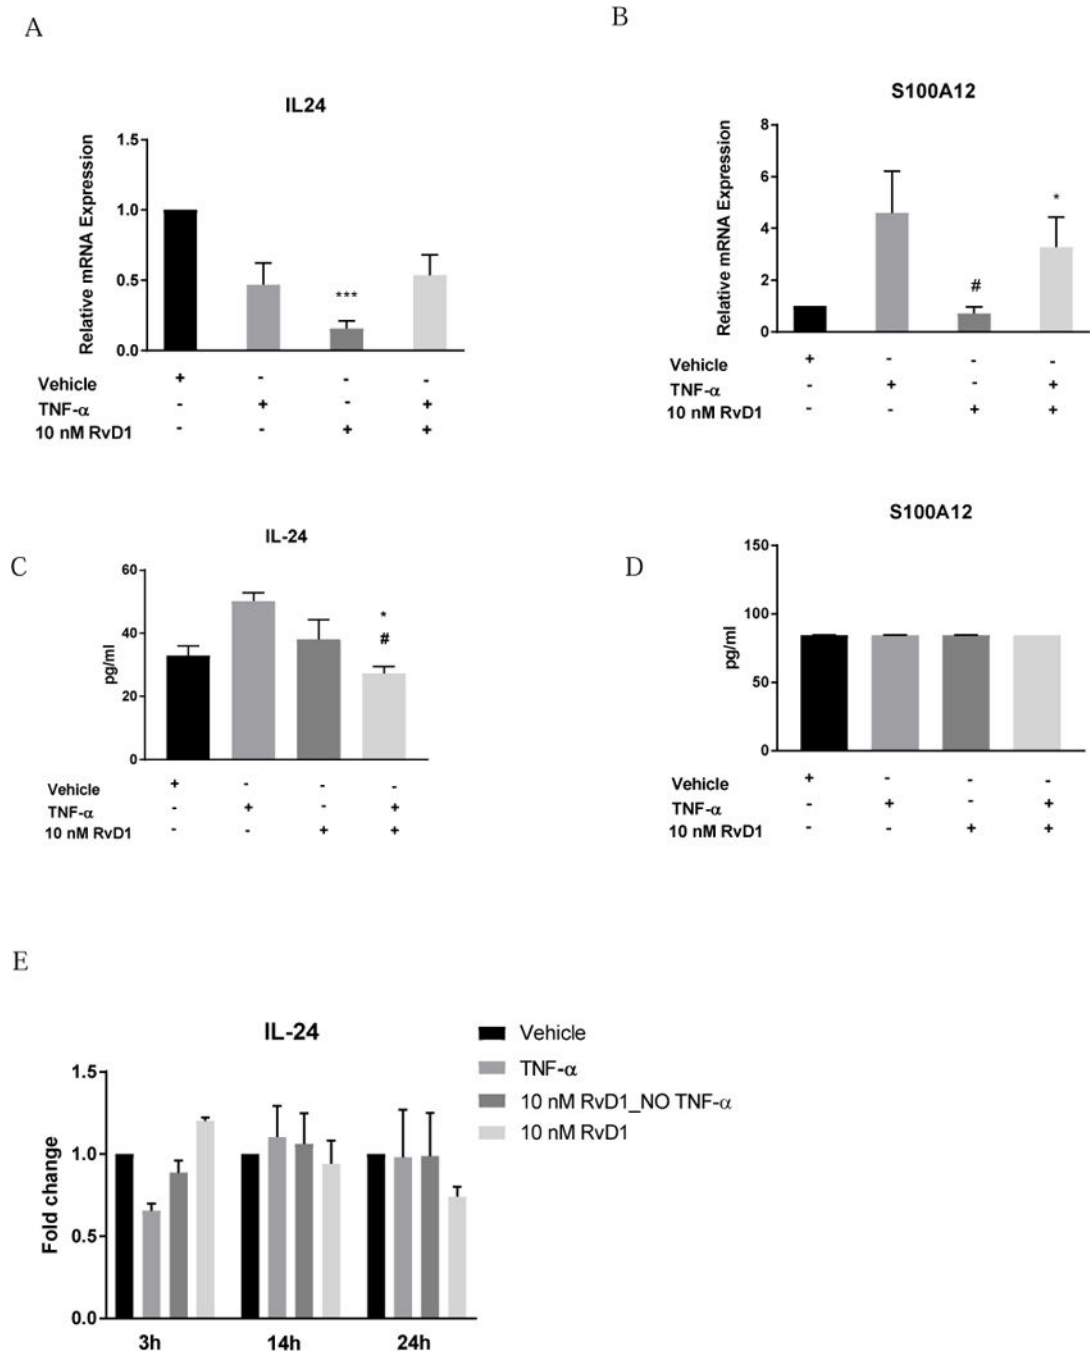 A
IL24
Relative mRNA Expression
1.5
1.0
0.5
0.0
***
Vehicle + - - -
TNF-α - + - +
10 nM RvD1 - - + +
B
S100A12
Relative mRNA Expression
8
6
4
2
0
#
*
Vehicle + - - -
TNF-α - + - +
10 nM RvD1 - - + +
C
IL-24
pg/ml
60
40
20
0
*
#
Vehicle + - - -
TNF-α - + - +
10 nM RvD1 - - + +
D
S100A12
pg/ml
150
100
50
0
Vehicle + - - -
TNF-α - + - +
10 nM RvD1 - - + +
E
IL-24
Fold change
1.5
1.0
0.5
0.0
3h 14h 24h
Vehicle
TNF-α
10 nM RvD1_NO TNF-α
10 nM RvD1